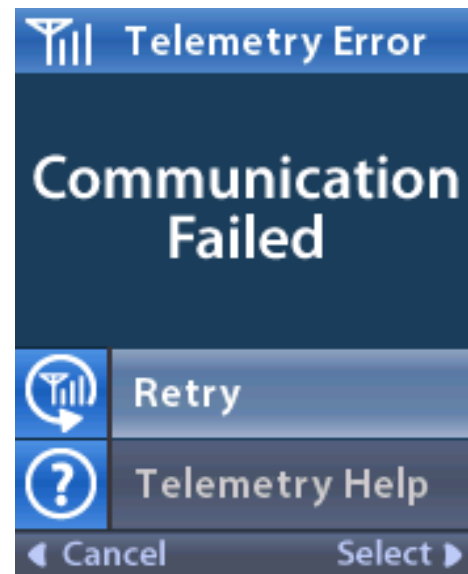 Telemetry Error
Communication
Failed
Retry
Telemetry Help
Cancel Select